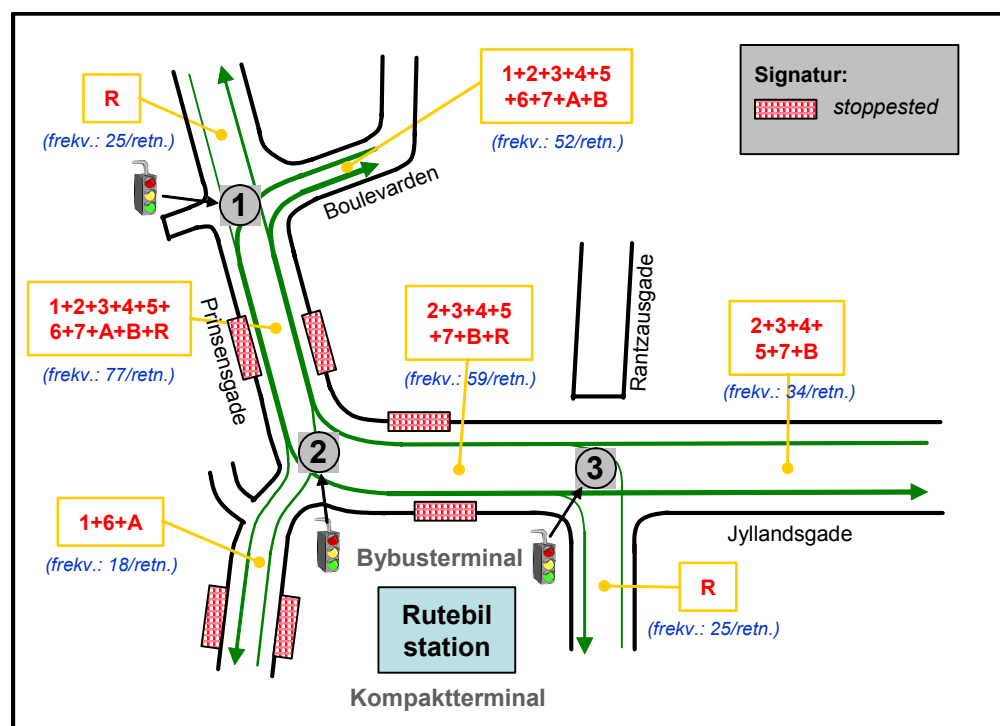 Signatur:
stoppested
R
(frekv.: 25/retn.)
1+2+3+4+5
+6+7+A+B
(frekv.: 52/retn.)
1
Boulevarden
Prinsensgade
1+2+3+4+5+
6+7+A+B+R
(frekv.: 77/retn.)
2+3+4+5
+7+B+R
(frekv.: 59/retn.)
Rantzausgade
2+3+4+
5+7+B
(frekv.: 34/retn.)
2
3
1+6+A
(frekv.: 18/retn.)
Bybusterminal
Jyllandsgade
Rutebil
station
R
(frekv.: 25/retn.)
Kompaktterminal